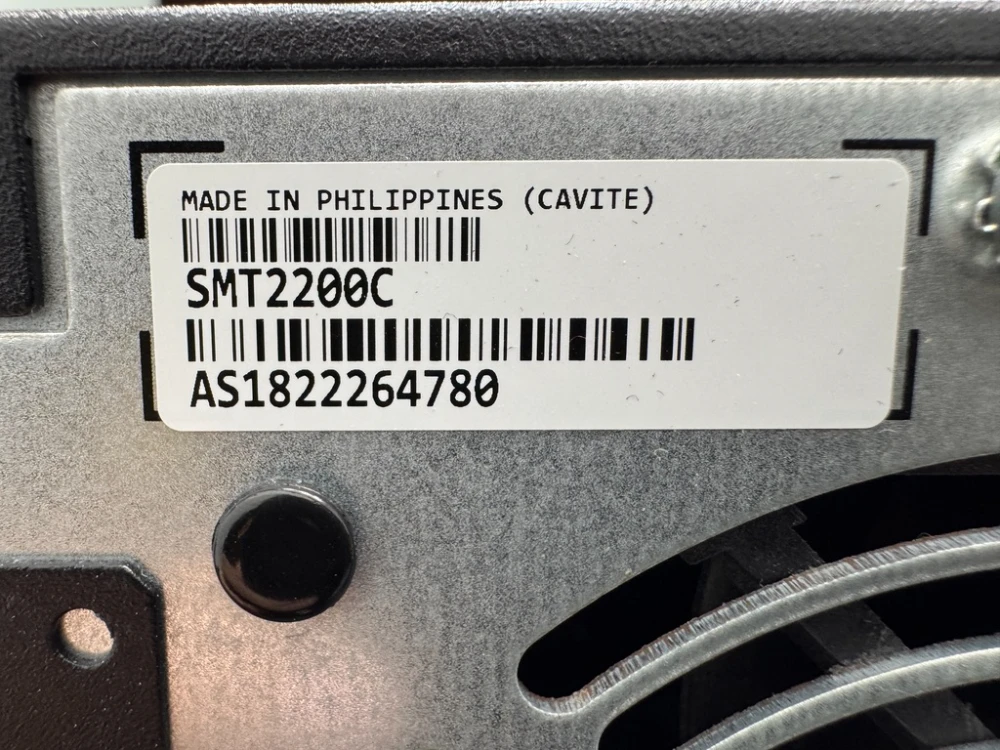 MADE IN PHILIPPINES (CAVITE)
SMT2200C
AS1822264780